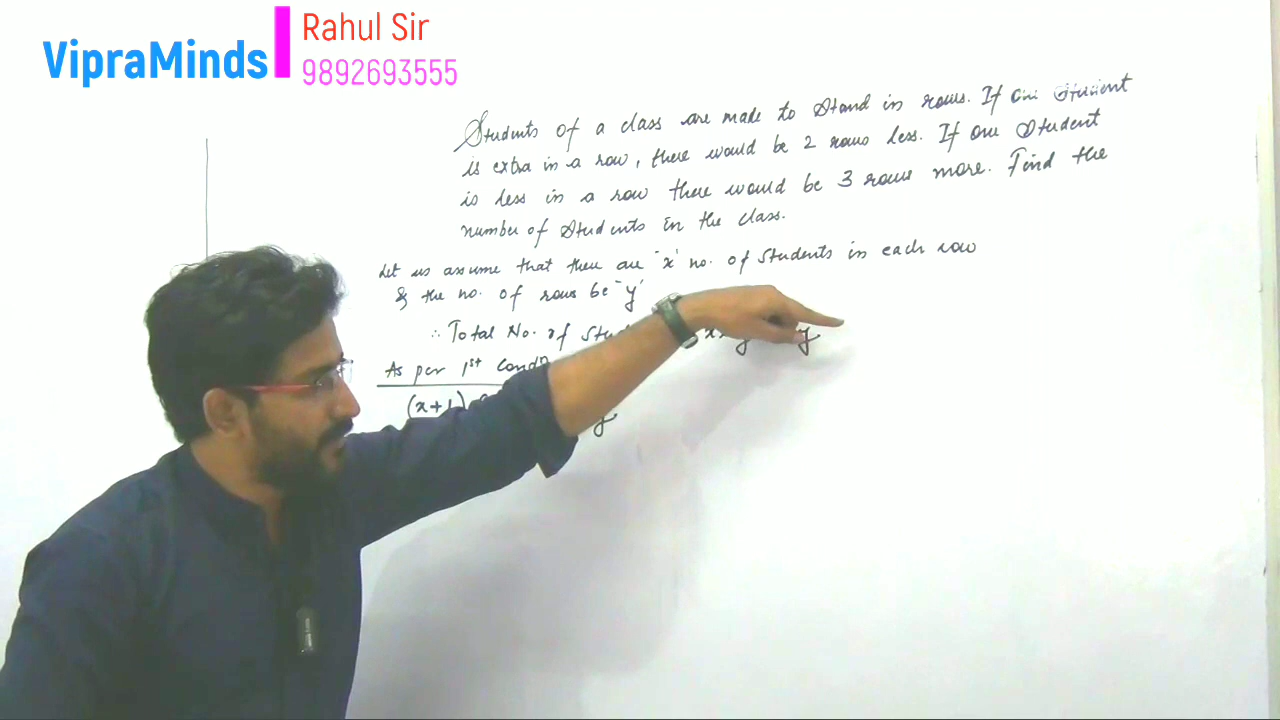 VipraMinds
Rahul Sir
9892693555
Students of a class are made to stand in rows. If one student
is extra in a row, there would be 2 rows less. If one student
is less in a row there would be 3 rows more. Find the
number of students in the class.
Let us assume that there are 'x' no. of students in each row
& the no. of rows be 'y'
∴ Total No. of y
As per 1st
(x+1) y